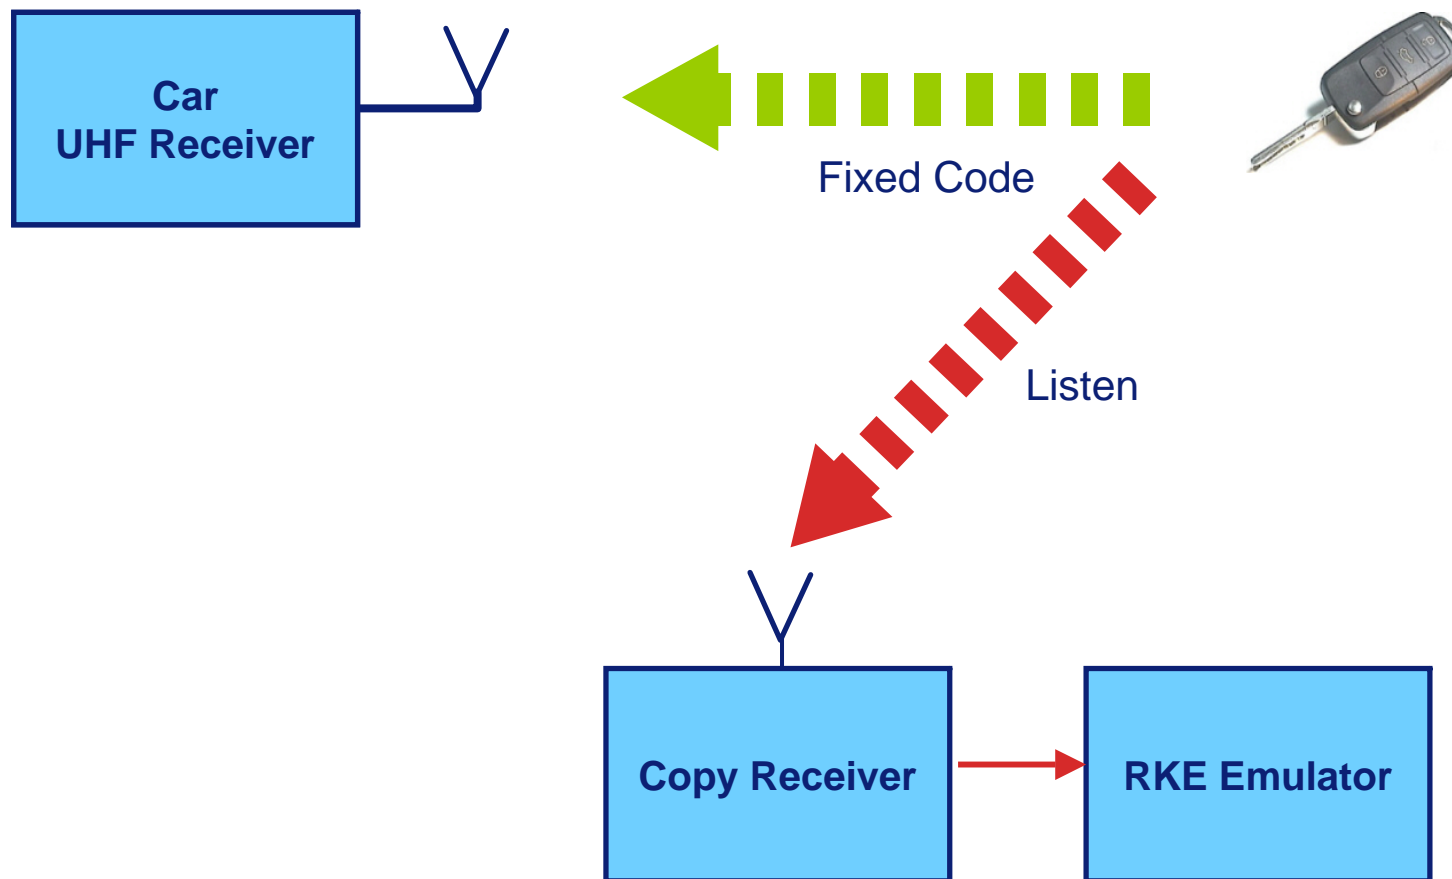 Car
UHF Receiver
Fixed Code
Listen
Copy Receiver
RKE Emulator